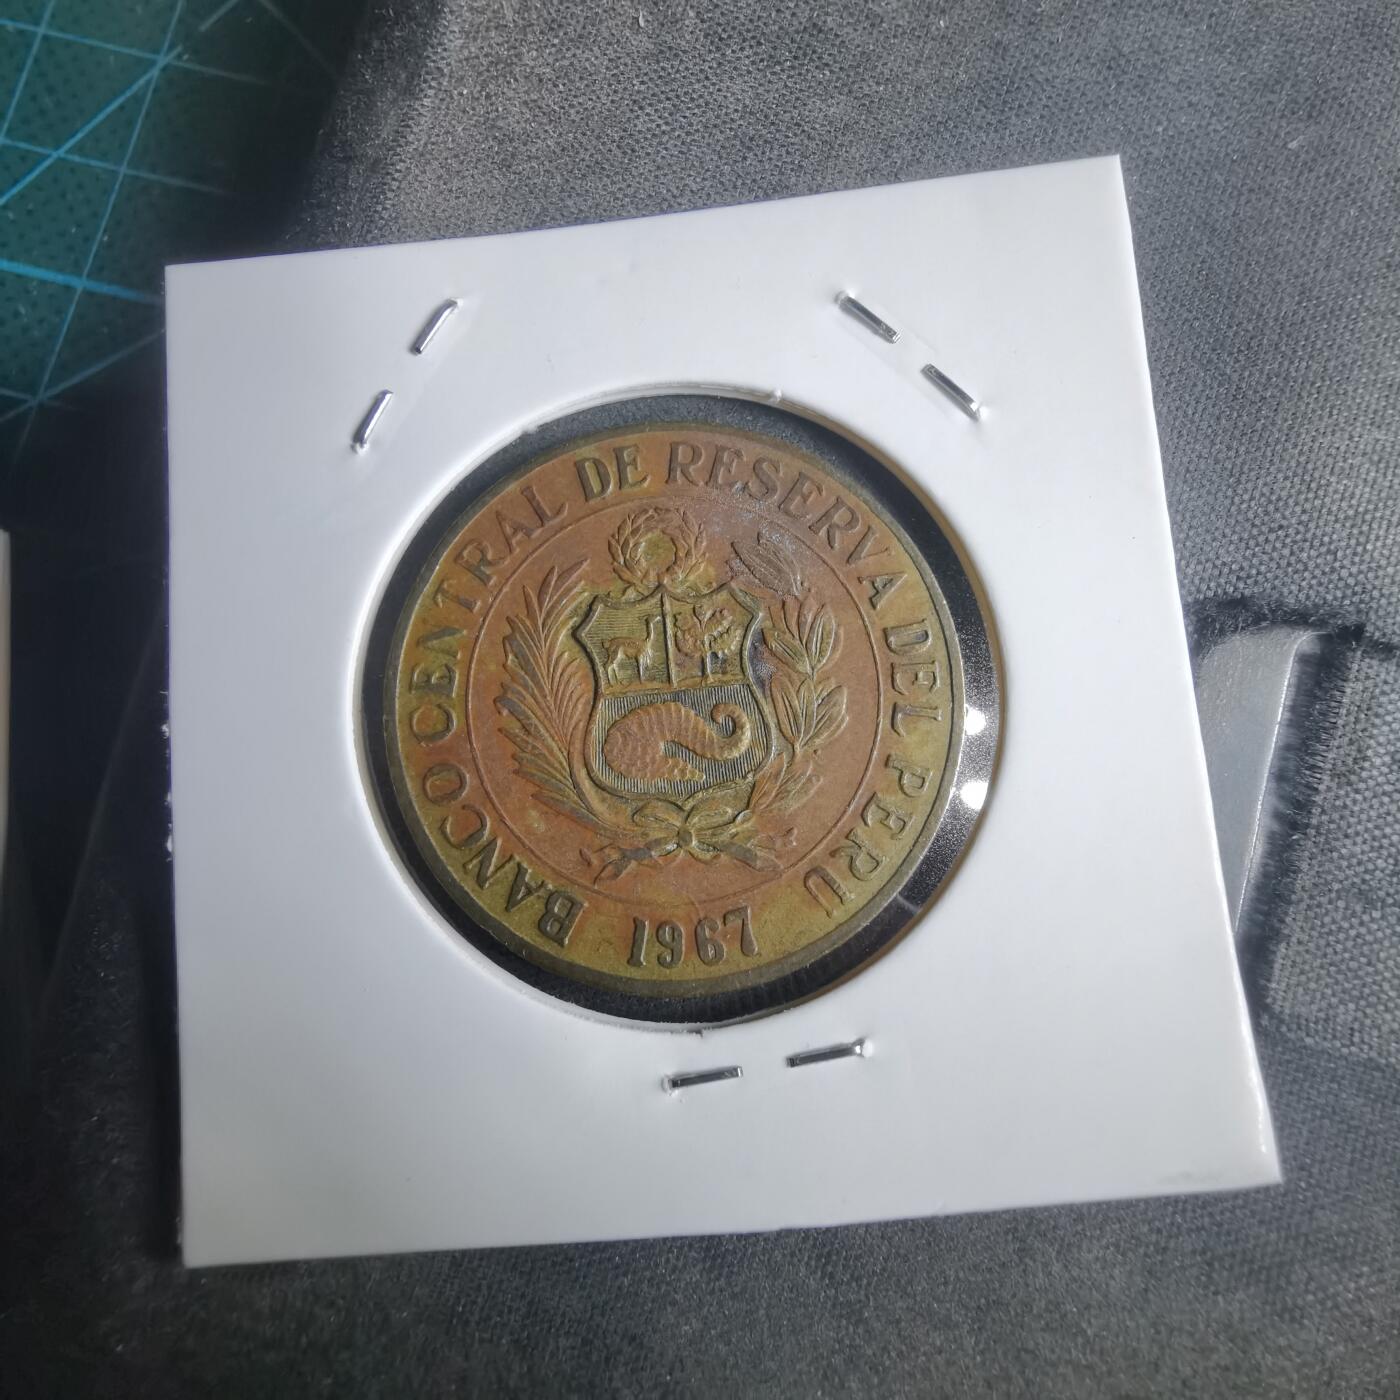 BANCO CENTRAL DE RESERVA DEL PERU
1967